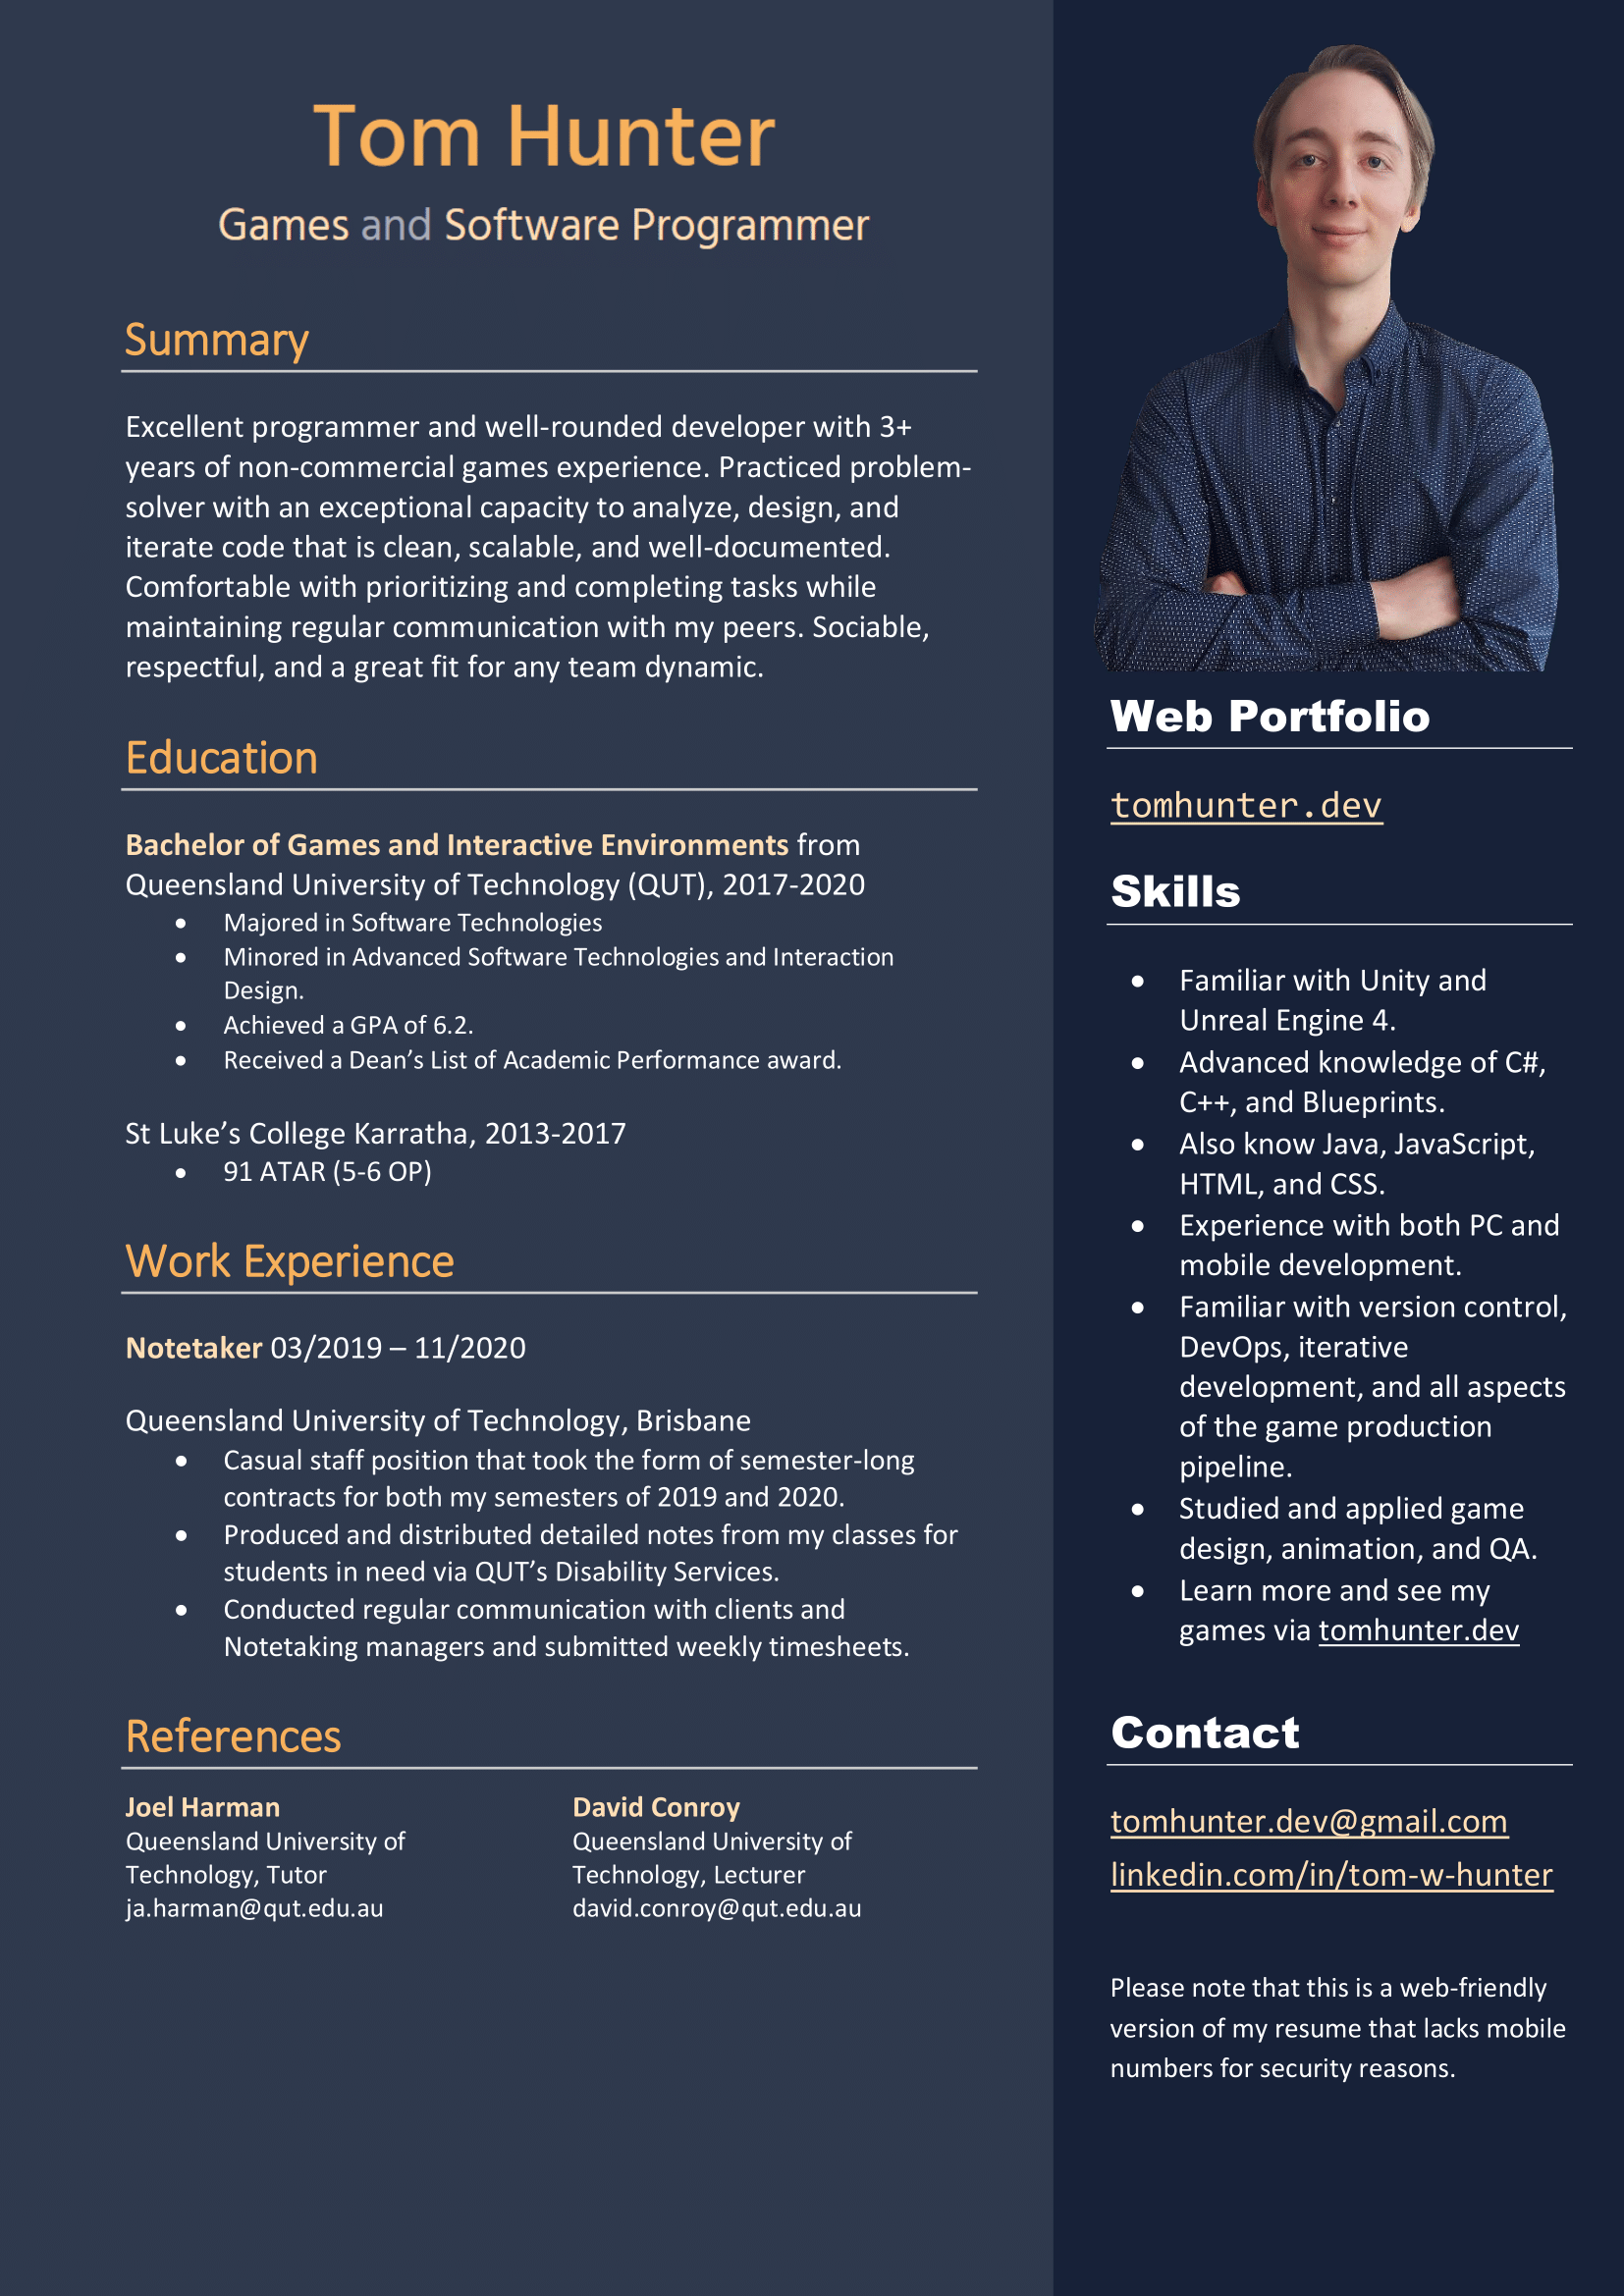 Tom Hunter
Games and Software Programmer
Summary
Excellent programmer and well-rounded developer with 3+
years of non-commercial games experience. Practiced problem-
solver with an exceptional capacity to analyze, design, and
iterate code that is clean, scalable, and well-documented.
Comfortable with prioritizing and completing tasks while
maintaining regular communication with my peers. Sociable,
respectful, and a great fit for any team dynamic.
Education
Bachelor of Games and Interactive Environments from
Queensland University of Technology (QUT), 2017-2020
• Majored in Software Technologies
• Minored in Advanced Software Technologies and Interaction
Design.
• Achieved a GPA of 6.2.
• Received a Dean’s List of Academic Performance award.
St Luke’s College Karratha, 2013-2017
• 91 ATAR (5-6 OP)
Work Experience
Notetaker 03/2019 – 11/2020
Queensland University of Technology, Brisbane
• Casual staff position that took the form of semester-long
contracts for both my semesters of 2019 and 2020.
• Produced and distributed detailed notes from my classes for
students in need via QUT’s Disability Services.
• Conducted regular communication with clients and
Notetaking managers and submitted weekly timesheets.
References
Joel Harman
Queensland University of
Technology, Tutor
ja.harman@qut.edu.au
David Conroy
Queensland University of
Technology, Lecturer
david.conroy@qut.edu.au
Web Portfolio
tomhunter.dev
Skills
• Familiar with Unity and
Unreal Engine 4.
• Advanced knowledge of C#,
C++, and Blueprints.
• Also know Java, JavaScript,
HTML, and CSS.
• Experience with both PC and
mobile development.
• Familiar with version control,
DevOps, iterative
development, and all aspects
of the game production
pipeline.
• Studied and applied game
design, animation, and QA.
• Learn more and see my
games via tomhunter.dev
Contact
tomhunter.dev@gmail.com
linkedin.com/in/tom-w-hunter
Please note that this is a web-friendly
version of my resume that lacks mobile
numbers for security reasons.